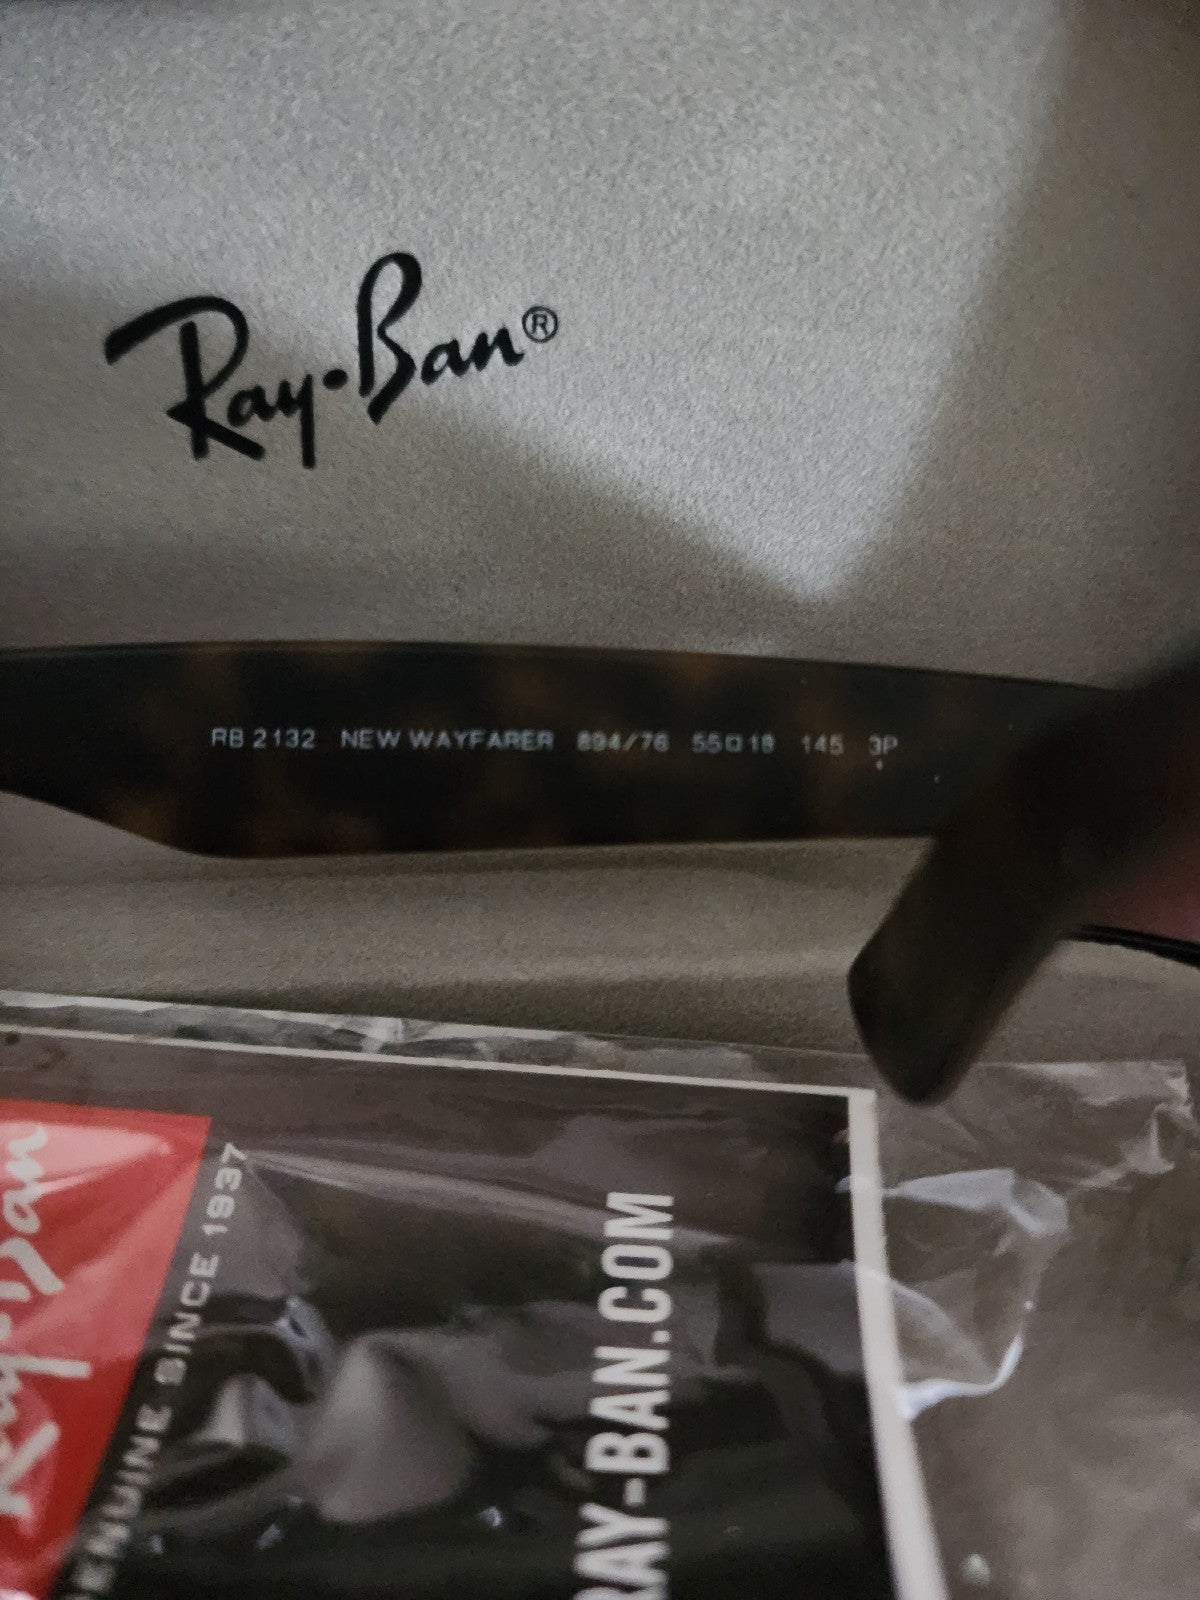 Ray-Ban®
RB 2132 NEW WAYFARER 894/76 55□18 145 3P
Ray-Ban
GENUINE SINCE 1937
RAY-BAN.COM